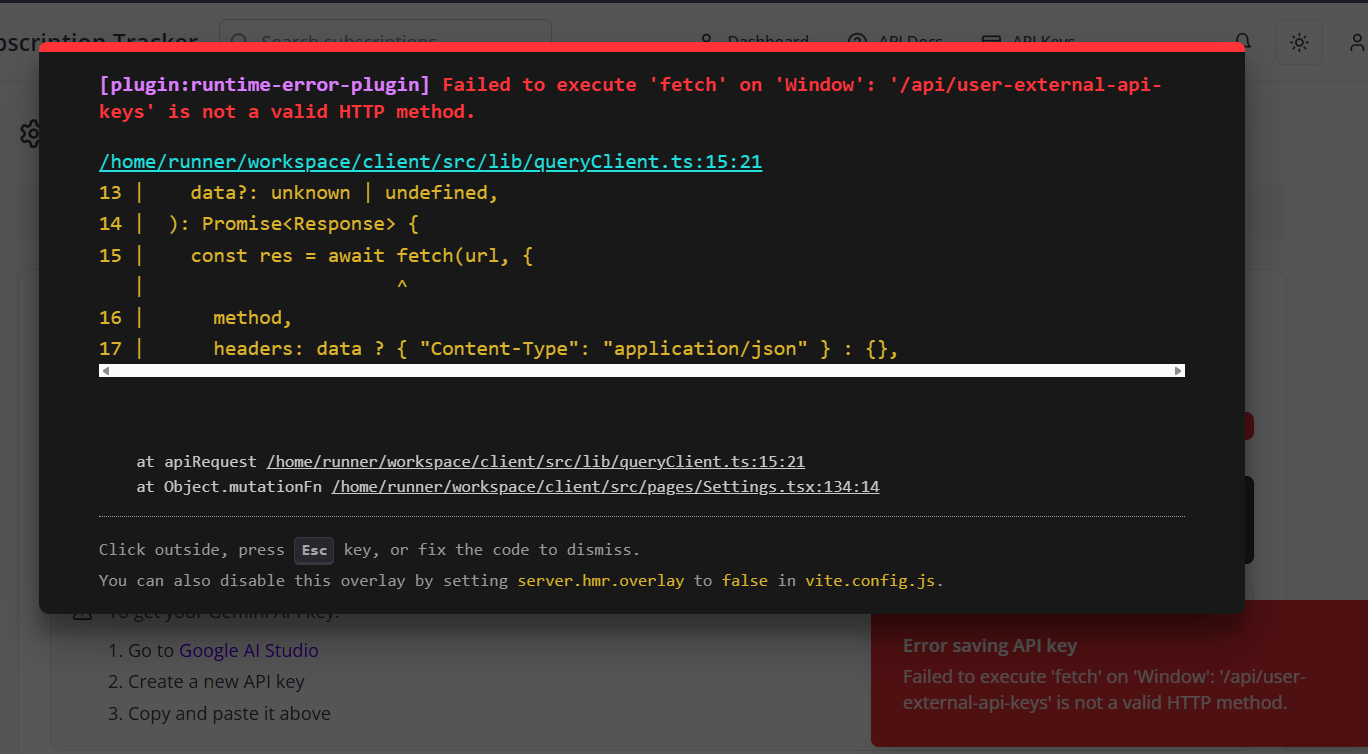 Subscription Tracker
Search subscriptions...
Dashboard
API Docs
API Keys
[plugin:runtime-error-plugin] Failed to execute 'fetch' on 'Window': '/api/user-external-api-
keys' is not a valid HTTP method.
/home/runner/workspace/client/src/lib/queryClient.ts:15:21
13 |    data?: unknown | undefined,
14 |  ): Promise<Response> {
15 |    const res = await fetch(url, {
   |                      ^
16 |      method,
17 |      headers: data ? { "Content-Type": "application/json" } : {},
at apiRequest /home/runner/workspace/client/src/lib/queryClient.ts:15:21
at Object.mutationFn /home/runner/workspace/client/src/pages/Settings.tsx:134:14
Click outside, press Esc key, or fix the code to dismiss.
You can also disable this overlay by setting server.hmr.overlay to false in vite.config.js.
To get your Gemini API key:
1. Go to Google AI Studio
2. Create a new API key
3. Copy and paste it above
Error saving API key
Failed to execute 'fetch' on 'Window': '/api/user-
external-api-keys' is not a valid HTTP method.